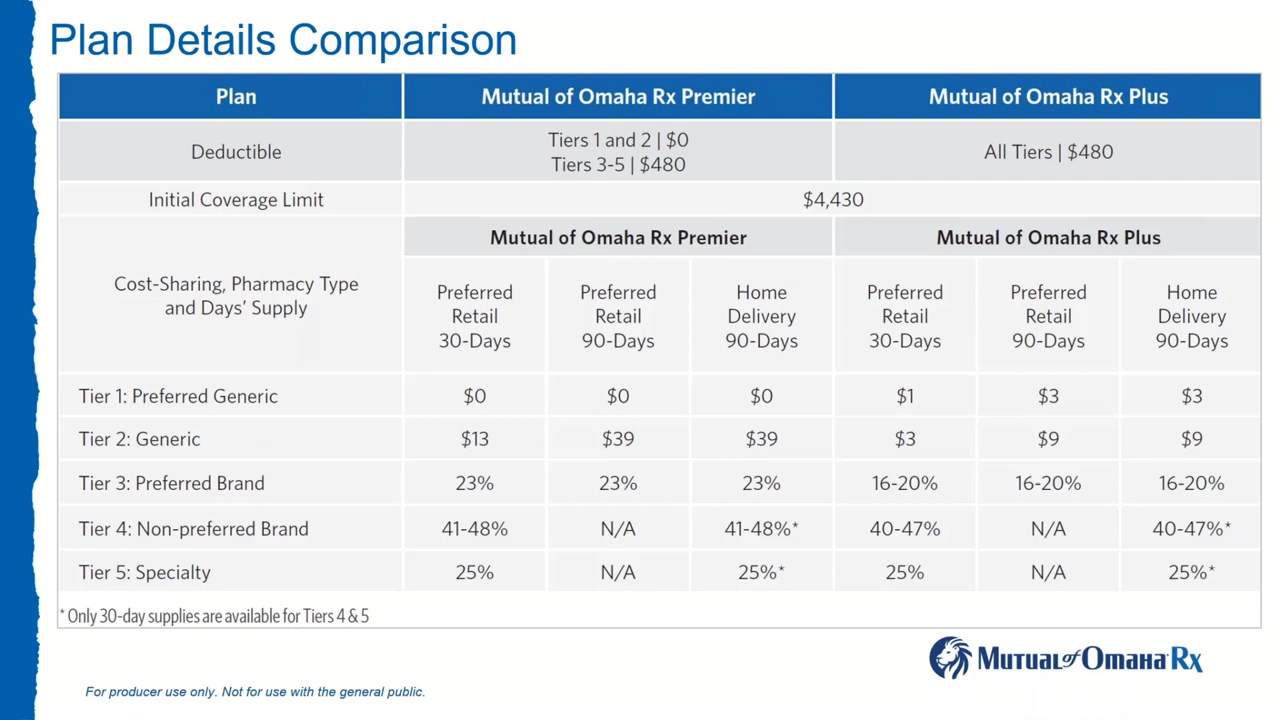 Plan Details Comparison
Plan Mutual of Omaha Rx Premier Mutual of Omaha Rx Plus
Deductible
Tiers 1 and 2 | $0
Tiers 3-5 | $480
All Tiers | $480
Initial Coverage Limit $4,430
Cost-Sharing, Pharmacy Type
and Days' Supply
Mutual of Omaha Rx Premier Mutual of Omaha Rx Plus
Preferred Preferred Home Preferred Preferred Home
Retail Retail Delivery Retail Retail Delivery
30-Days 90-Days 90-Days 30-Days 90-Days 90-Days
Tier 1: Preferred Generic $0 $0 $0 $1 $3 $3
Tier 2: Generic $13 $39 $39 $3 $9 $9
Tier 3: Preferred Brand 23% 23% 23% 16-20% 16-20% 16-20%
Tier 4: Non-preferred Brand 41-48% N/A 41-48%* 40-47% N/A 40-47%*
Tier 5: Specialty 25% N/A 25%* 25% N/A 25%*
* Only 30-day supplies are available for Tiers 4 & 5
Mutual of Omaha Rx
For producer use only. Not for use with the general public.